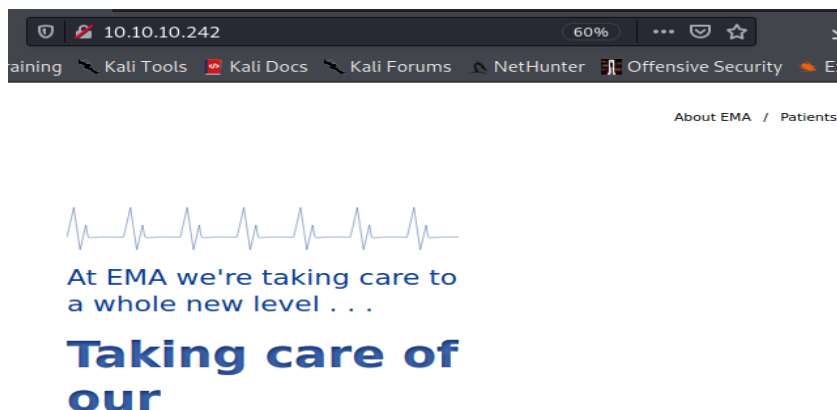 10.10.10.242 60%
Kali Tools Kali Docs Kali Forums NetHunter Offensive Security
About EMA / Patients
At EMA we're taking care to
a whole new level . . .
Taking care of
our